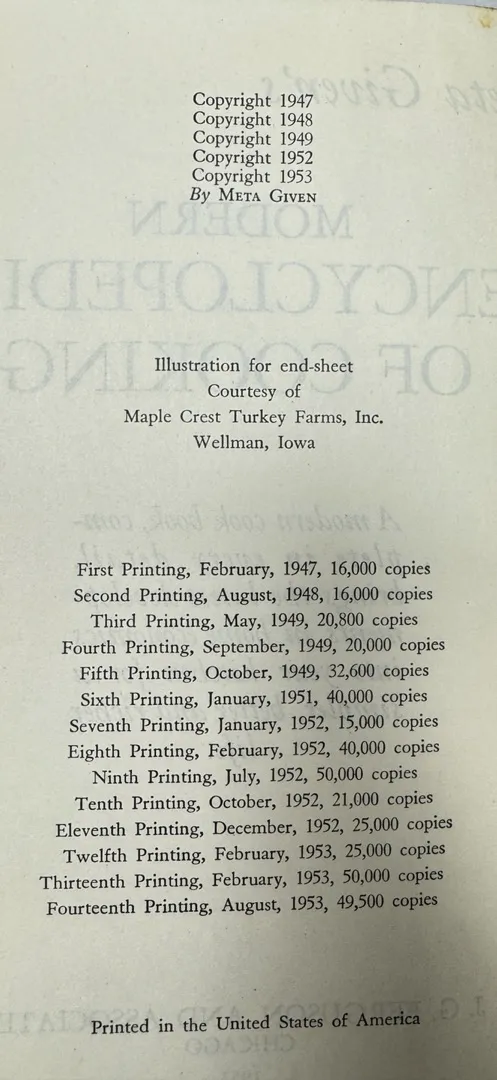 Copyright 1947
Copyright 1948
Copyright 1949
Copyright 1952
Copyright 1953
By META GIVEN
Illustration for end-sheet
Courtesy of
Maple Crest Turkey Farms, Inc.
Wellman, Iowa
First Printing, February, 1947, 16,000 copies
Second Printing, August, 1948, 16,000 copies
Third Printing, May, 1949, 20,800 copies
Fourth Printing, September, 1949, 20,000 copies
Fifth Printing, October, 1949, 32,600 copies
Sixth Printing, January, 1951, 40,000 copies
Seventh Printing, January, 1952, 15,000 copies
Eighth Printing, February, 1952, 40,000 copies
Ninth Printing, July, 1952, 50,000 copies
Tenth Printing, October, 1952, 21,000 copies
Eleventh Printing, December, 1952, 25,000 copies
Twelfth Printing, February, 1953, 25,000 copies
Thirteenth Printing, February, 1953, 50,000 copies
Fourteenth Printing, August, 1953, 49,500 copies
Printed in the United States of America